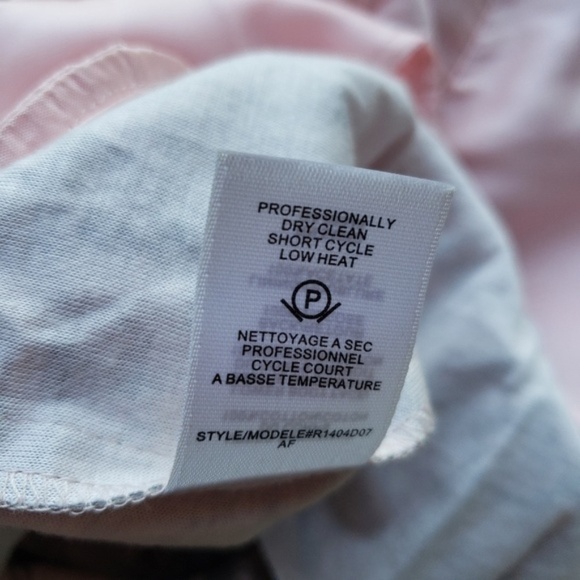 PROFESSIONALLY
DRY CLEAN
SHORT CYCLE
LOW HEAT
P
NETTOYAGE A SEC
PROFESSIONNEL
CYCLE COURT
A BASSE TEMPERATURE
STYLE/MODELE#R1404D07
AF